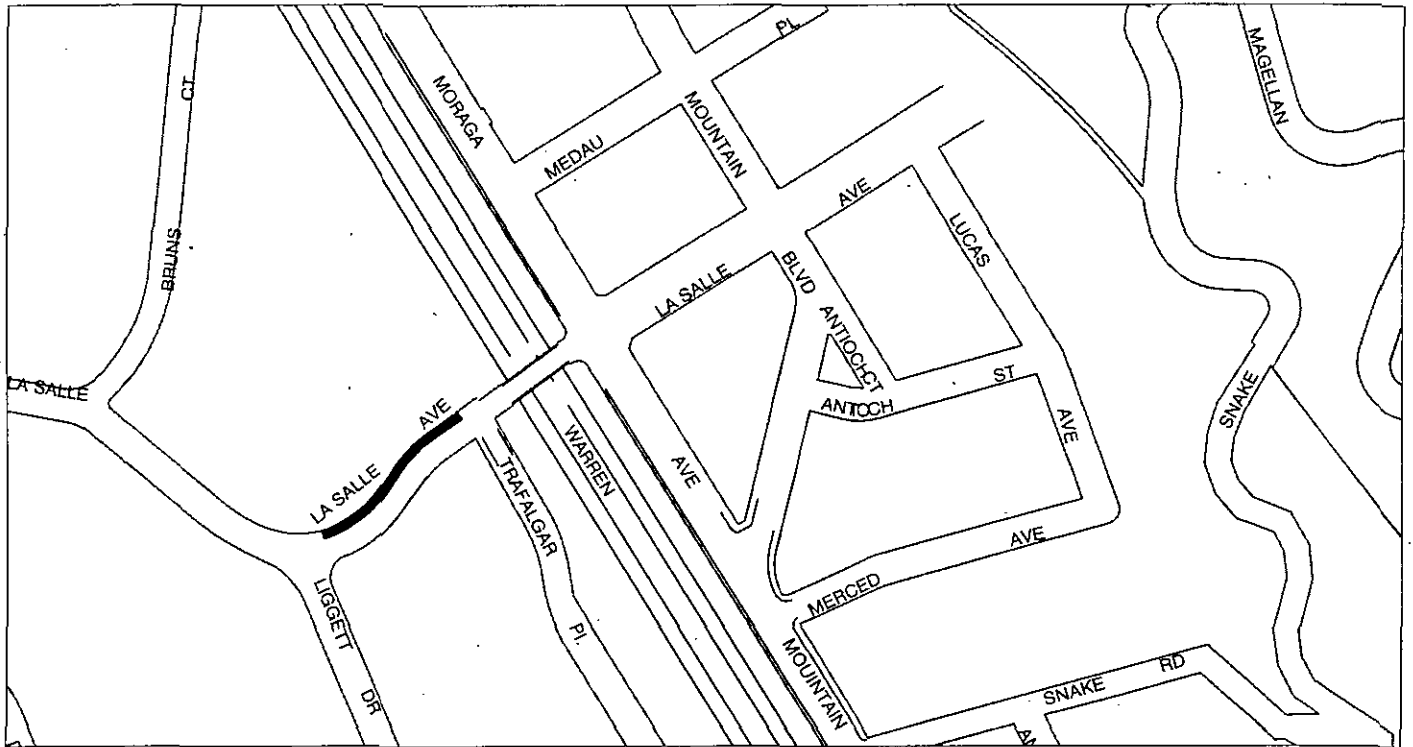 PL
MAGELLAN
CT
MORAGA
MOUNTAIN
MEDAU
AVE
LUCAS
BRUNS
BLVD
LA SALLE
ANTIOCH CT
ST
LA SALLE
ANTIOCH
SNAKE
AVE
AVE
LA SALLE
AVE
WARREN
TRAFALGAR
AVE
MERCED
LIGGETT
PL
MOUINTAIN
RD
SNAKE
DR